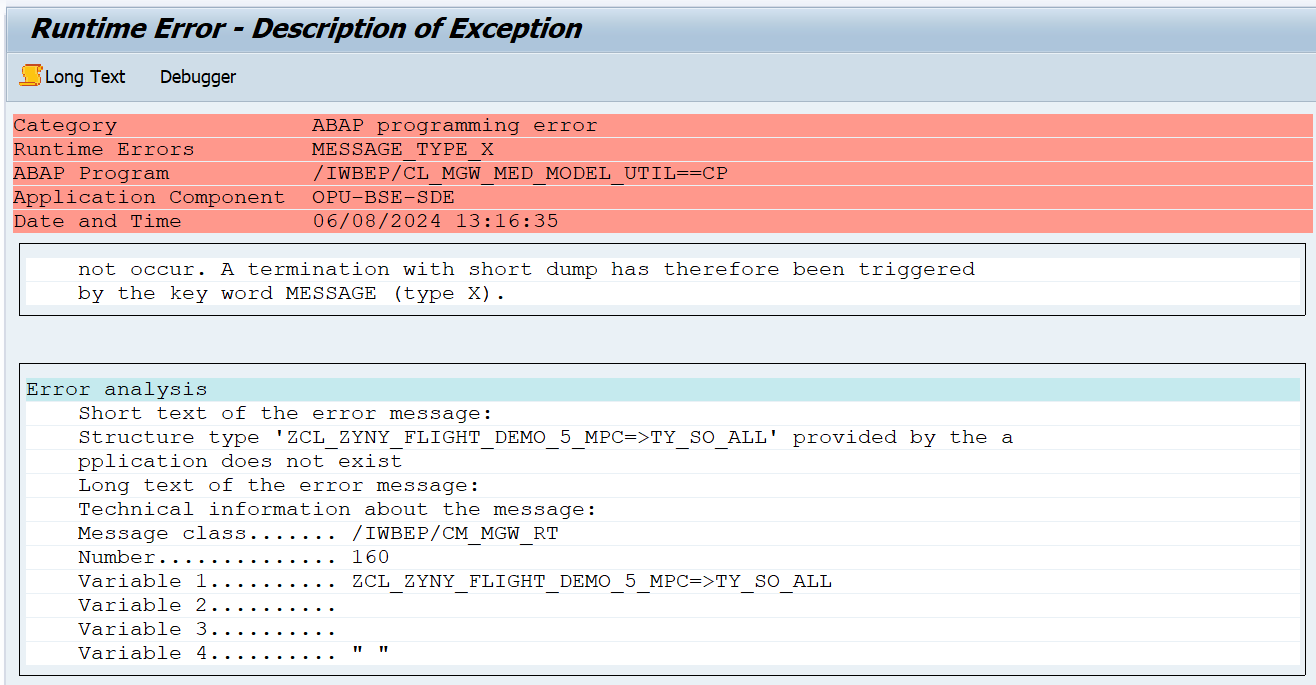 Runtime Error - Description of Exception
Long Text Debugger
Category ABAP programming error
Runtime Errors MESSAGE_TYPE_X
ABAP Program /IWBEP/CL_MGW_MED_MODEL_UTIL==CP
Application Component OPU-BSE-SDE
Date and Time 06/08/2024 13:16:35
not occur. A termination with short dump has therefore been triggered
by the key word MESSAGE (type X).
Error analysis
Short text of the error message:
Structure type 'ZCL_ZYNY_FLIGHT_DEMO_5_MPC=>TY_SO_ALL' provided by the a
pplication does not exist
Long text of the error message:
Technical information about the message:
Message class....... /IWBEP/CM_MGW_RT
Number.............. 160
Variable 1.......... ZCL_ZYNY_FLIGHT_DEMO_5_MPC=>TY_SO_ALL
Variable 2..........
Variable 3..........
Variable 4.......... " "